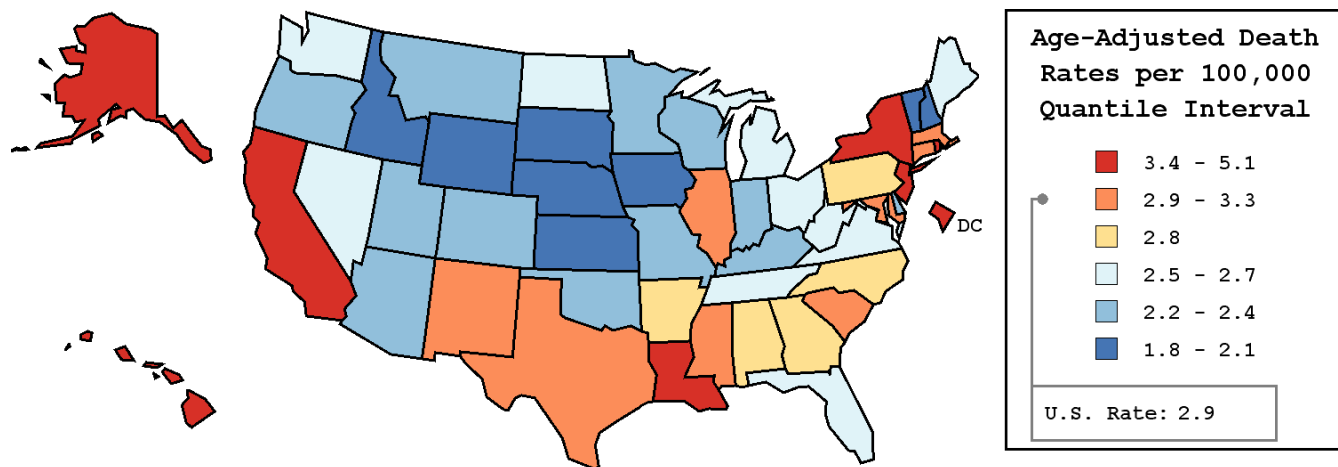 Age-Adjusted Death
Rates per 100,000
Quantile Interval
3.4 - 5.1
2.9 - 3.3
2.8
2.5 - 2.7
2.2 - 2.4
1.8 - 2.1
U.S. Rate: 2.9
DC